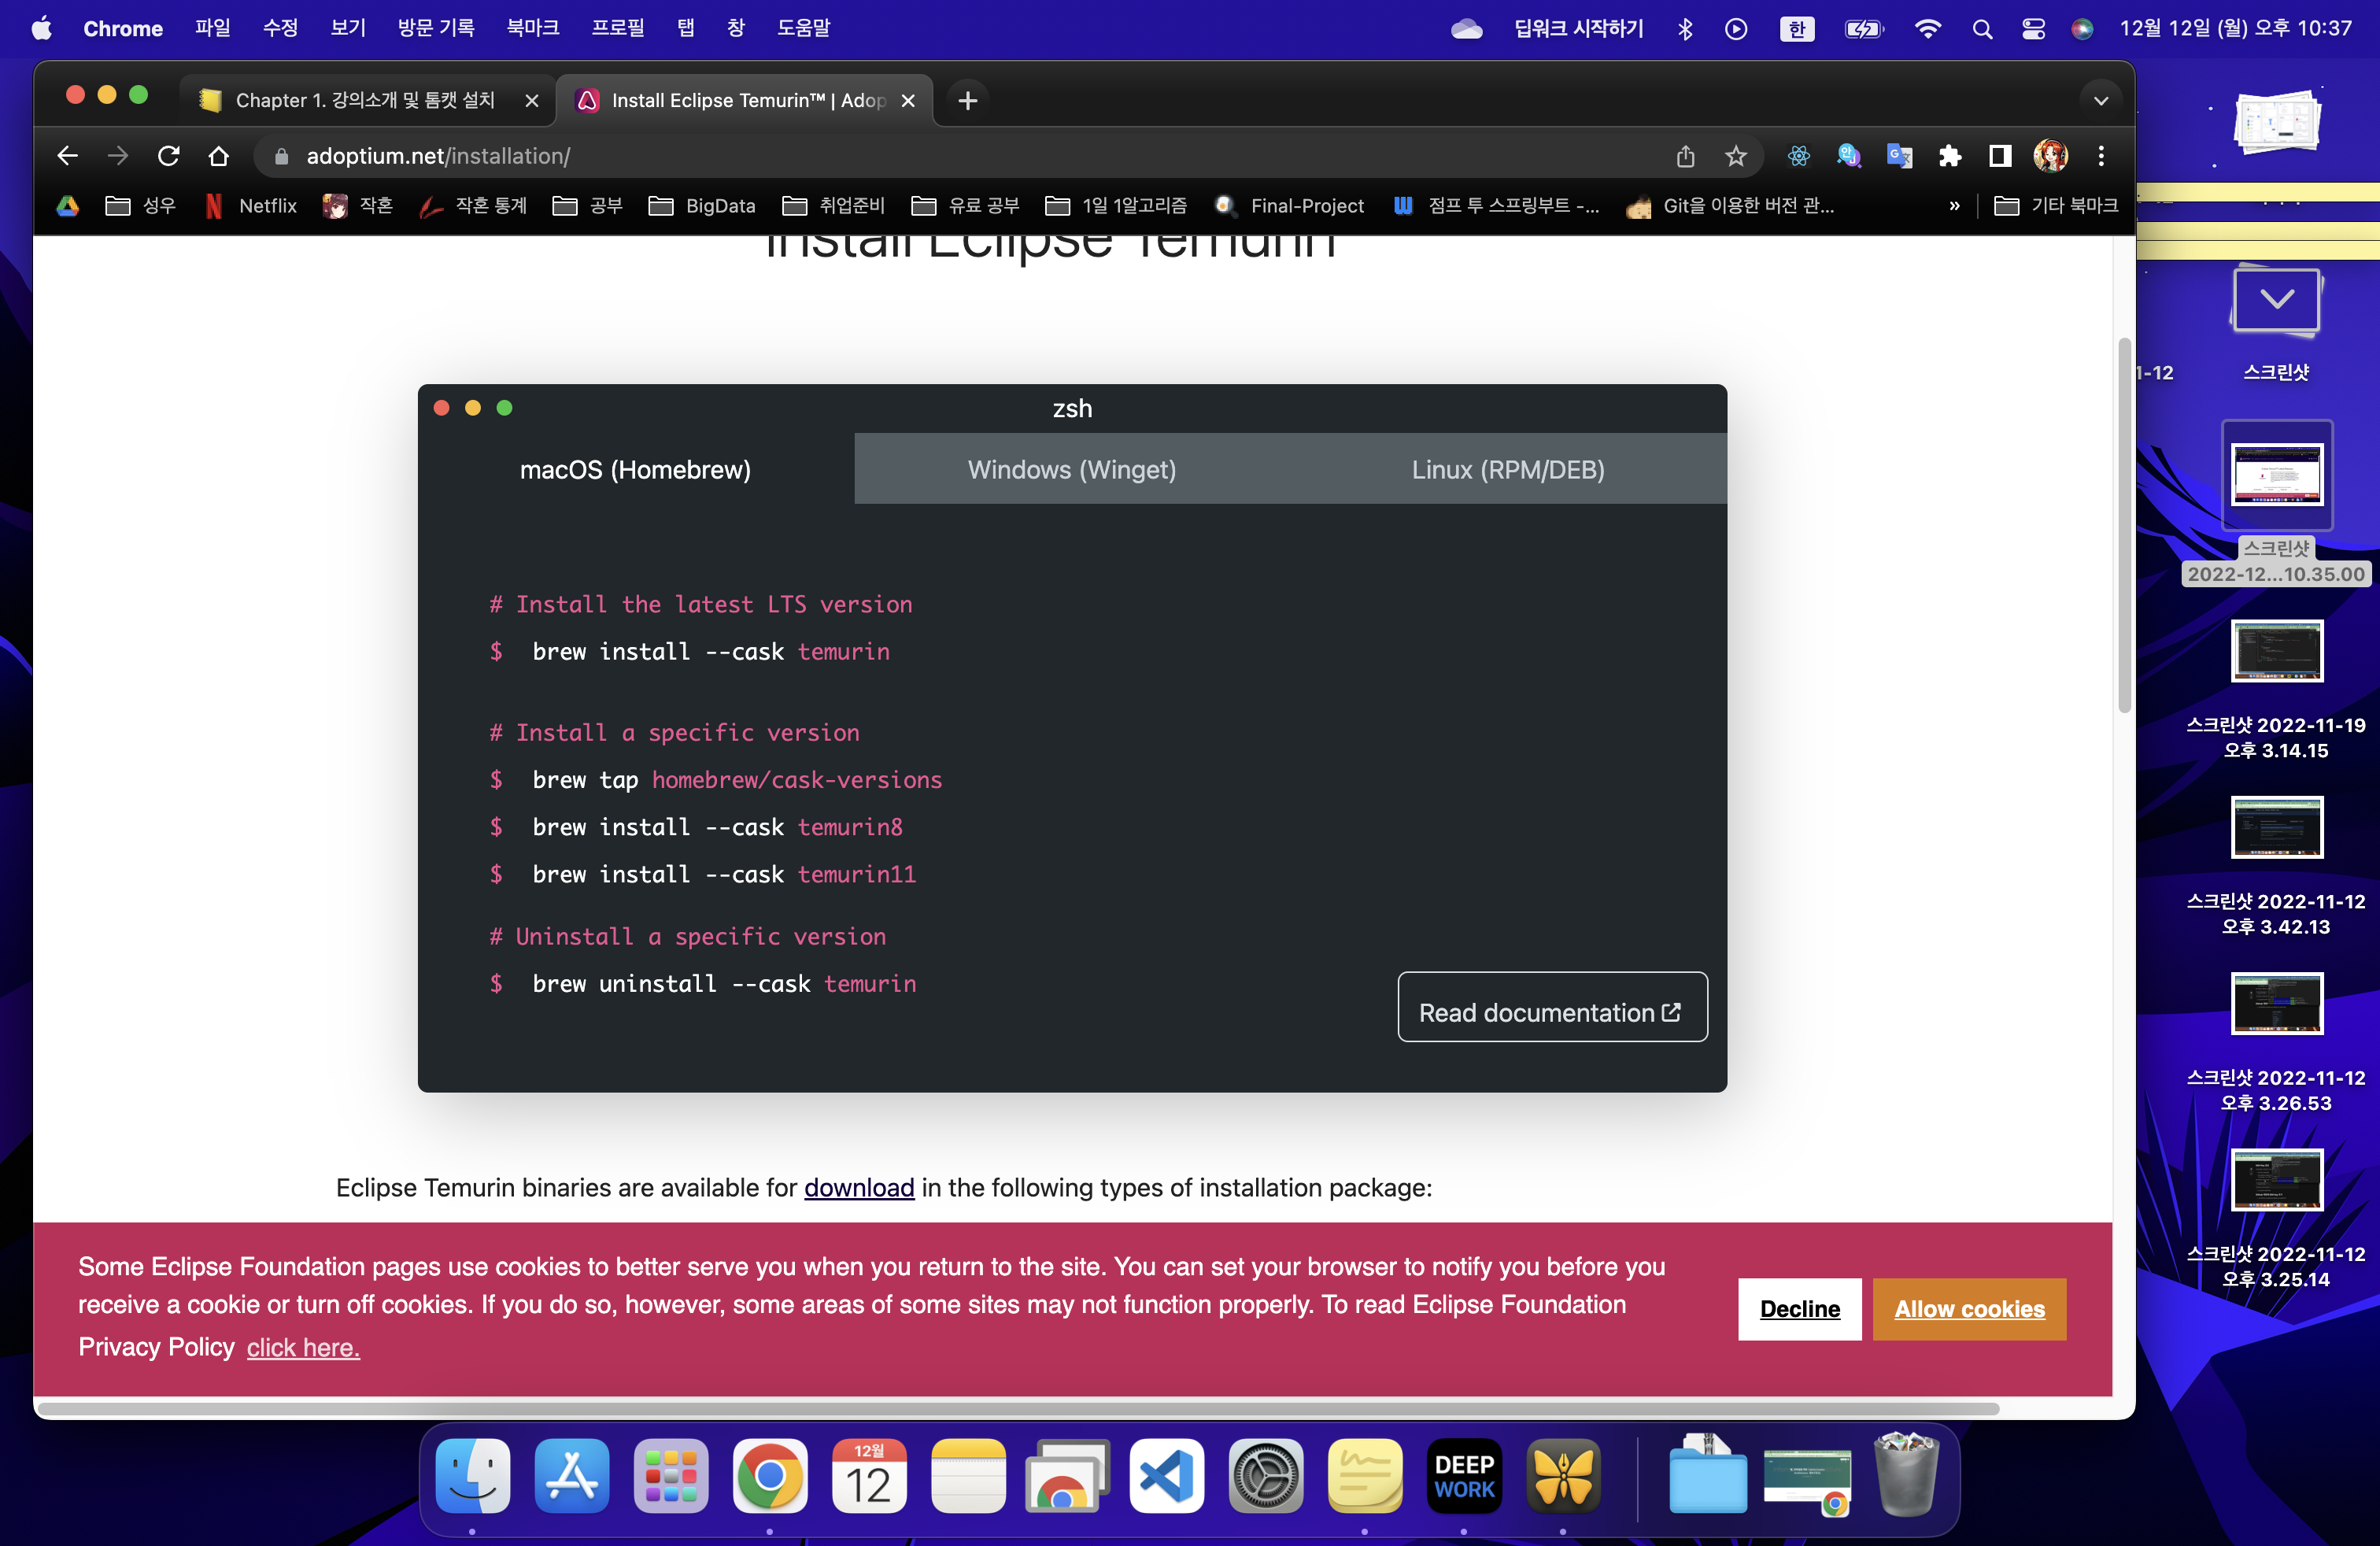 Chrome 파일 수정 보기 방문 기록 북마크 프로필 탭 창 도움말 딥워크 시작하기 한 12월 12일 (월) 오후 10:37
Chapter 1. 강의소개 및 톰캣 설치 Install Eclipse Temurin™ | Adop
adoptium.net/installation/
성우 Netflix 작혼 작혼 통계 공부 BigData 취업준비 유료 공부 1일 1알고리즘 Final-Project 점프 투 스프링부트 -... Git을 이용한 버전 관... » 기타 북마크
Install Eclipse Temurin
zsh
macOS (Homebrew) Windows (Winget) Linux (RPM/DEB)
# Install the latest LTS version
$ brew install --cask temurin
# Install a specific version
$ brew tap homebrew/cask-versions
$ brew install --cask temurin8
$ brew install --cask temurin11
# Uninstall a specific version
$ brew uninstall --cask temurin
Read documentation
Eclipse Temurin binaries are available for download in the following types of installation package:
Some Eclipse Foundation pages use cookies to better serve you when you return to the site. You can set your browser to notify you before you
receive a cookie or turn off cookies. If you do so, however, some areas of some sites may not function properly. To read Eclipse Foundation
Privacy Policy click here.
Decline Allow cookies
1-12 스크린샷
스크린샷
2022-12...10.35.00
스크린샷 2022-11-19
오후 3.14.15
스크린샷 2022-11-12
오후 3.42.13
스크린샷 2022-11-12
오후 3.26.53
스크린샷 2022-11-12
오후 3.25.14
12월
12
DEEP
WORK